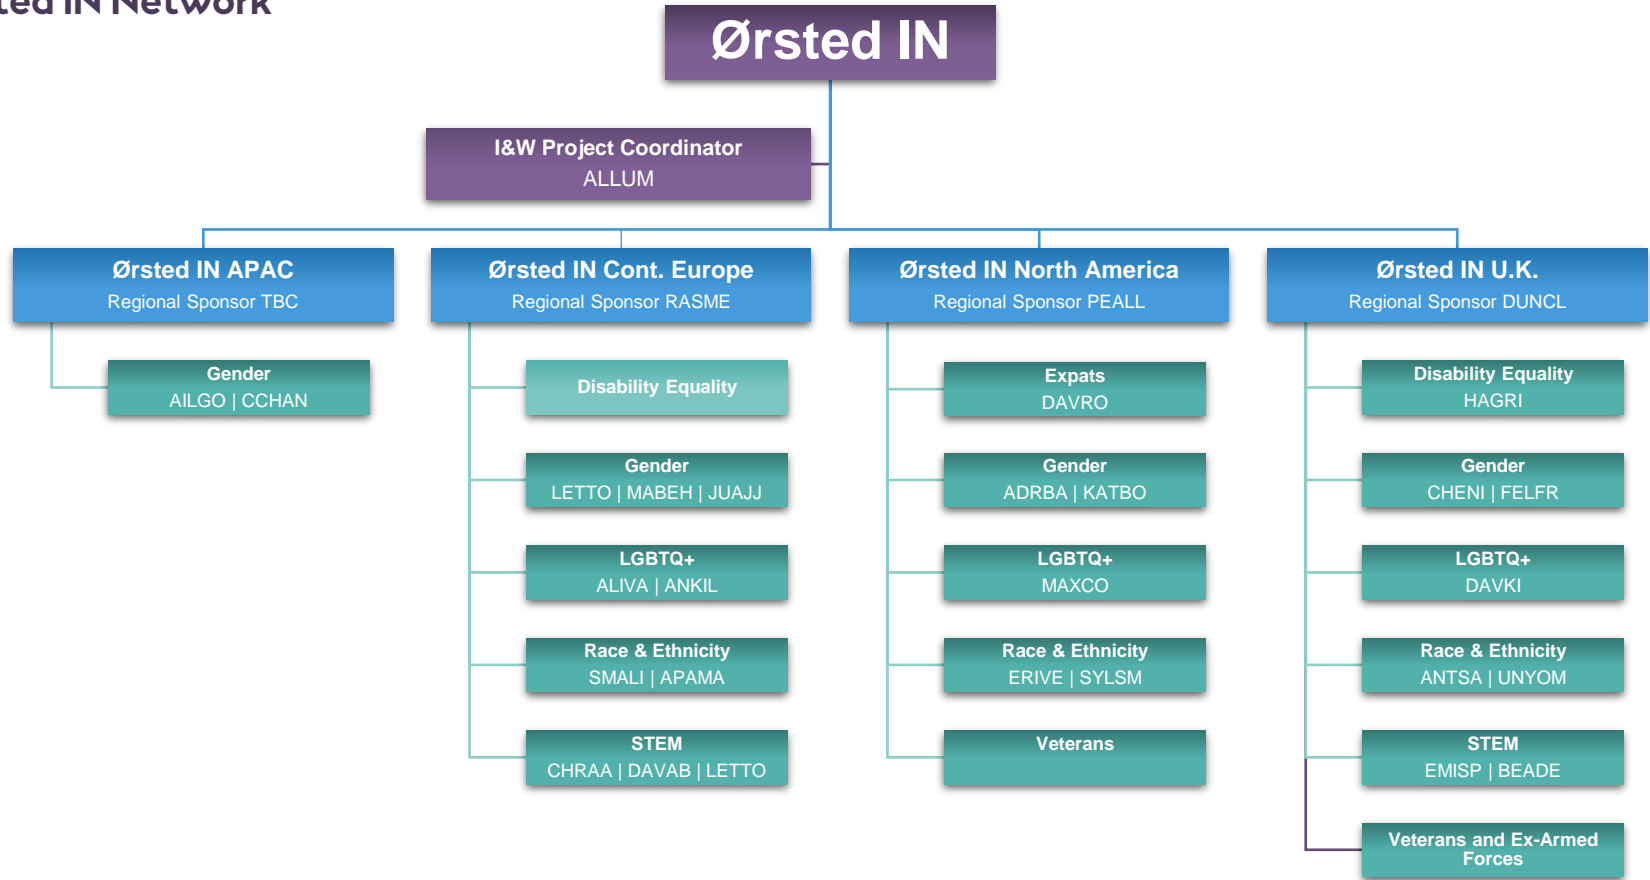 IN Network
Ørsted IN
I&W Project Coordinator
ALLUM
Ørsted IN APAC
Regional Sponsor TBC
Gender
AILGO | CCHAN
Ørsted IN Cont. Europe
Regional Sponsor RASME
Disability Equality
Gender
LETTO | MABEH | JUAJJ
LGBTQ+
ALIVA | ANKIL
Race & Ethnicity
SMALI | APAMA
STEM
CHRAA | DAVAB | LETTO
Ørsted IN North America
Regional Sponsor PEALL
Expats
DAVRO
Gender
ADRBA | KATBO
LGBTQ+
MAXCO
Race & Ethnicity
ERIVE | SYLSM
Veterans
Ørsted IN U.K.
Regional Sponsor DUNCL
Disability Equality
HAGRI
Gender
CHENI | FELFR
LGBTQ+
DAVKI
Race & Ethnicity
ANTSA | UNYOM
STEM
EMISP | BEADE
Veterans and Ex-Armed
Forces